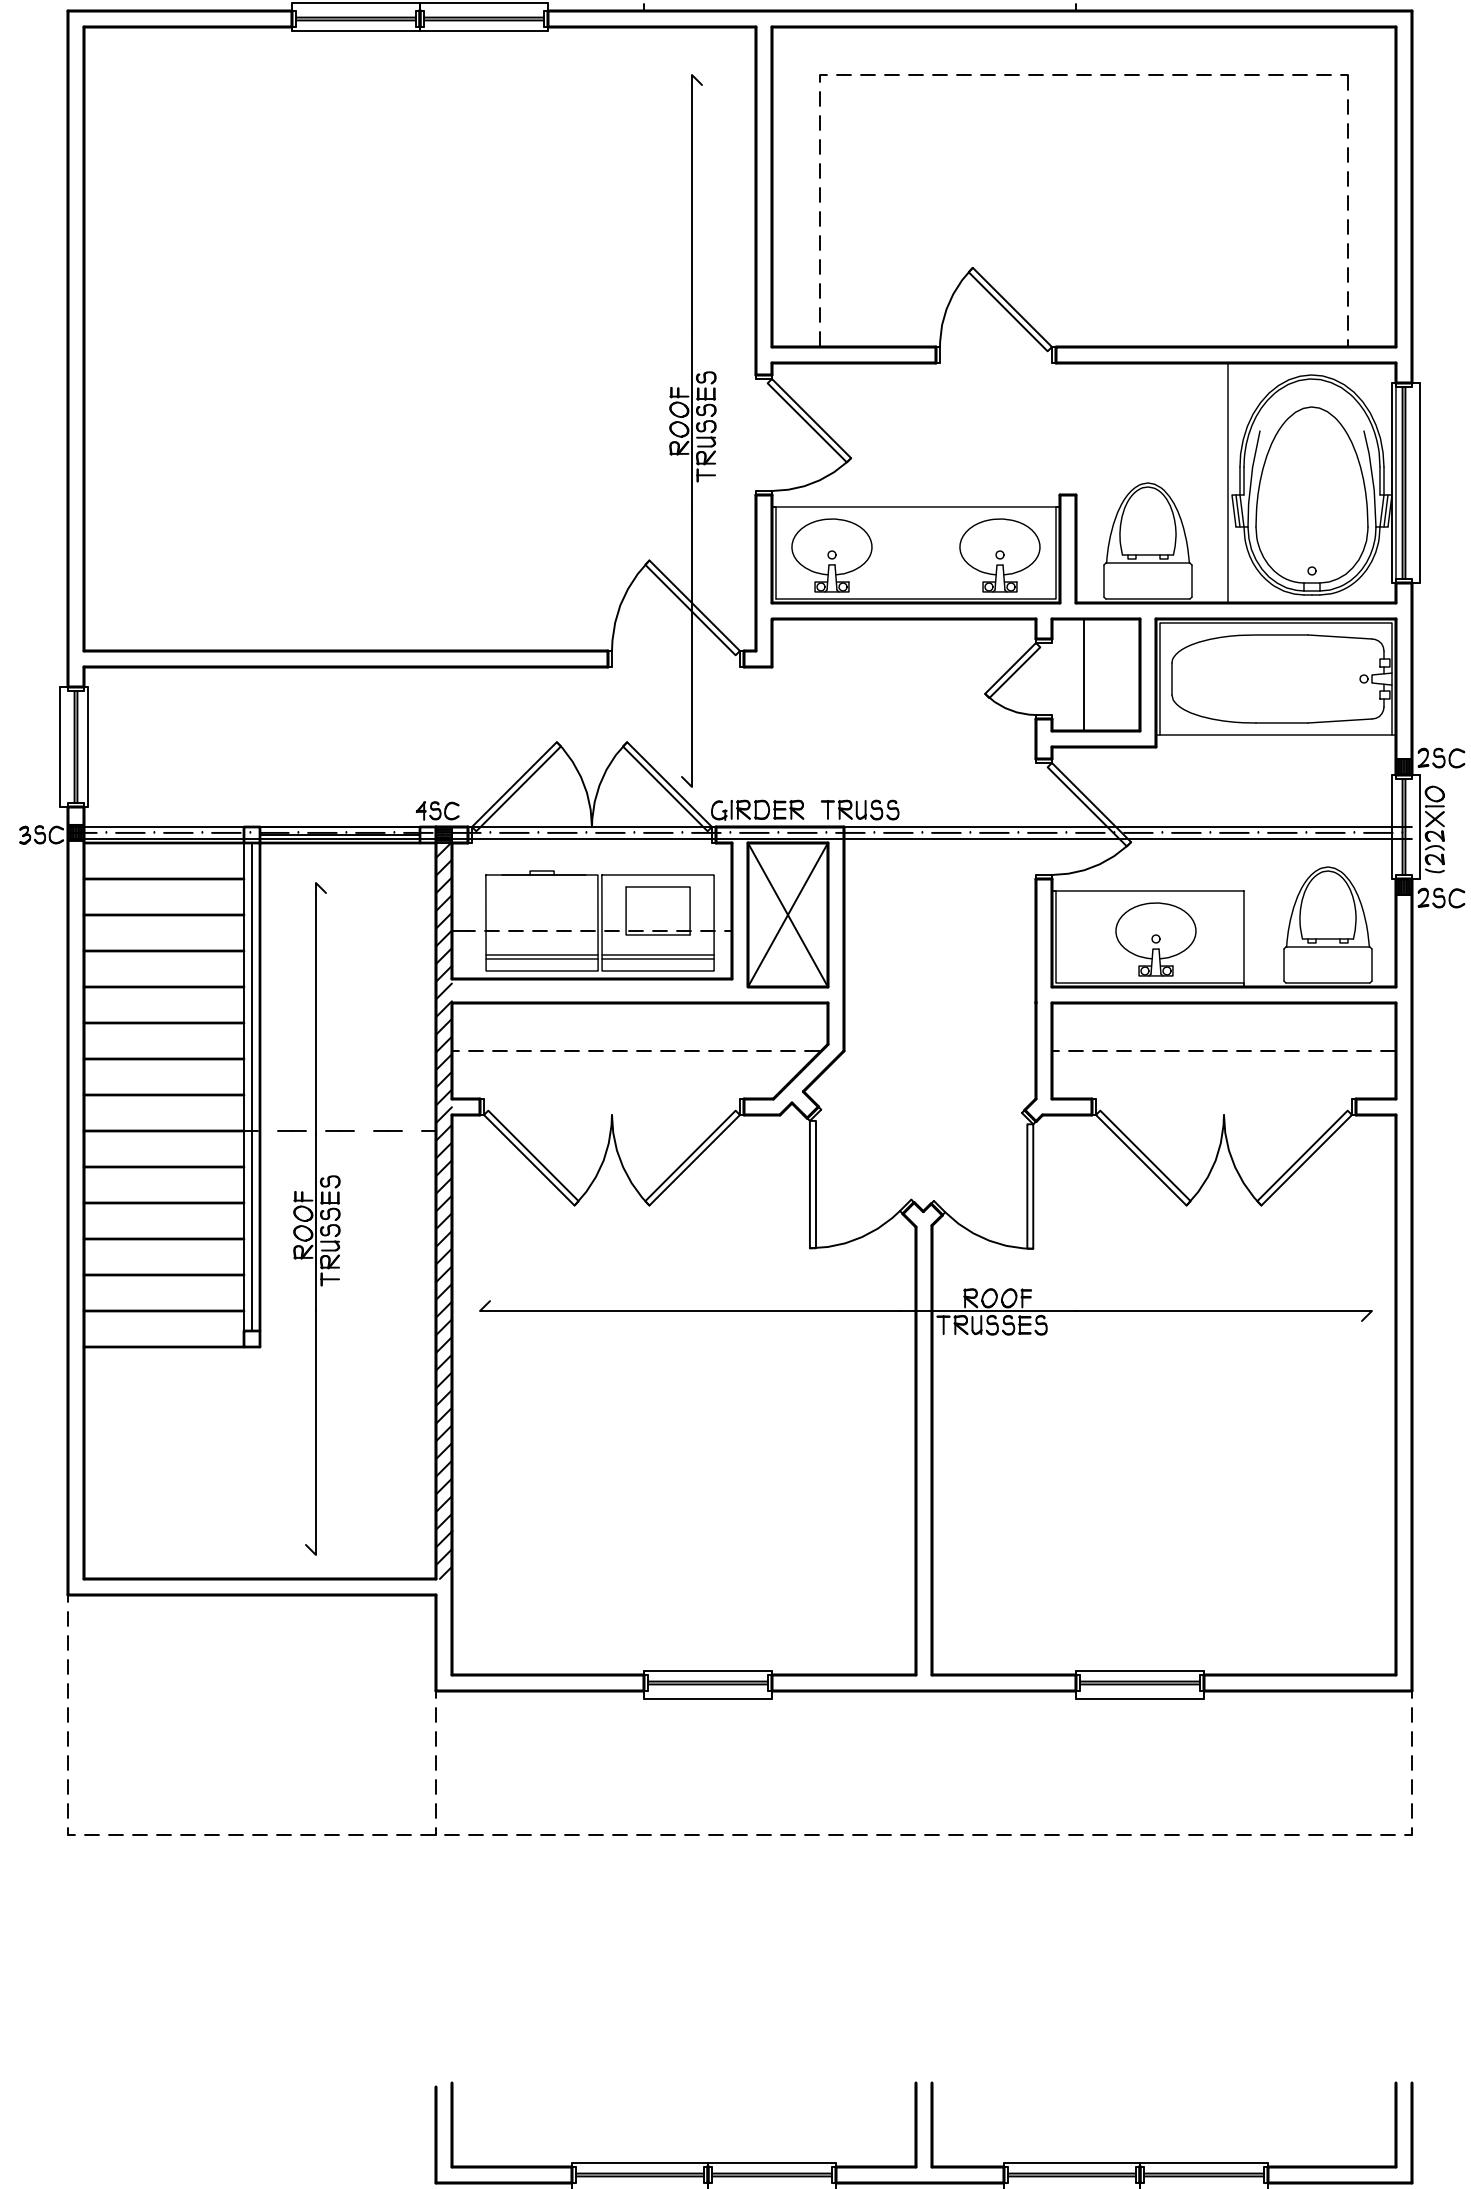 ROOF
TRUSSES
2SC
4SC
GIRDER TRUSS
3SC
(2)2X10
2SC
ROOF
TRUSSES
ROOF
TRUSSES